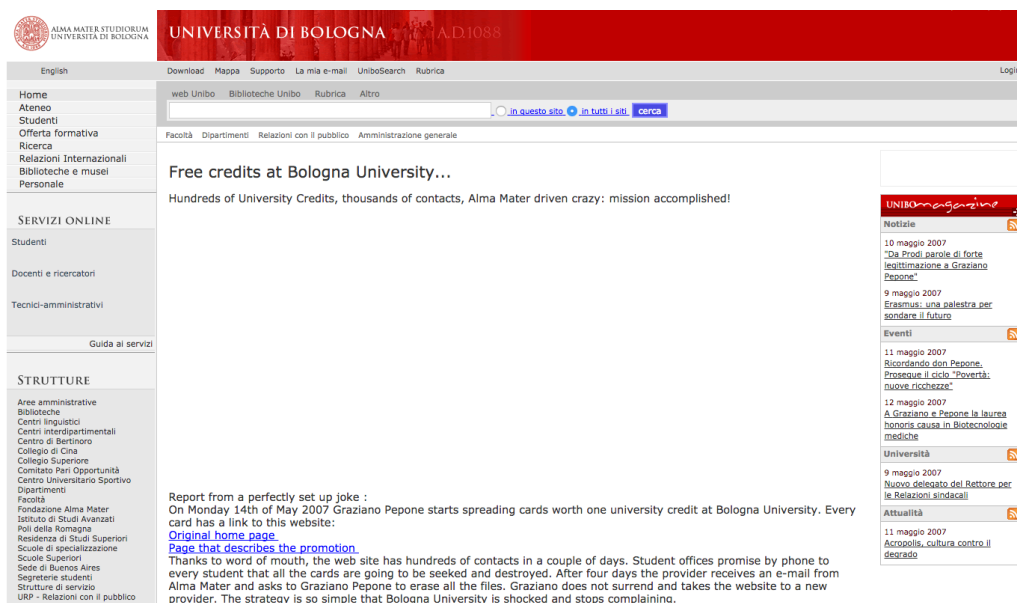 ALMA MATER STUDIORUM
UNIVERSITÀ DI BOLOGNA
UNIVERSITÀ DI BOLOGNA A.D.1088
English
Download Mappa Supporto La mia e-mail UniboSearch Rubrica
Login
Home
Ateneo
Studenti
Offerta formativa
Ricerca
Relazioni Internazionali
Biblioteche e musei
Personale
SERVIZI ONLINE
Studenti
Docenti e ricercatori
Tecnici-amministrativi
Guida ai servizi
STRUTTURE
Aree amministrative
Biblioteche
Centri linguistici
Centri interdipartimentali
Centro di Bertinoro
Collegio di Cina
Collegio Superiore
Comitato Pari Opportunità
Centro Universitario Sportivo
Dipartimenti
Facoltà
Fondazione Alma Mater
Istituto di Studi Avanzati
Poli della Romagna
Residenza di Studi Superiori
Scuole di specializzazione
Scuole Superiori
Sede di Buenos Aires
Segreterie studenti
Strutture di servizio
URP - Relazioni con il pubblico
web Unibo Biblioteche Unibo Rubrica Altro
in questo sito in tutti i siti cerca
Facoltà Dipartimenti Relazioni con il pubblico Amministrazione generale
Free credits at Bologna University...
Hundreds of University Credits, thousands of contacts, Alma Mater driven crazy: mission accomplished!
Report from a perfectly set up joke :
On Monday 14th of May 2007 Graziano Pepone starts spreading cards worth one university credit at Bologna University. Every
card has a link to this website:
Original home page
Page that describes the promotion
Thanks to word of mouth, the web site has hundreds of contacts in a couple of days. Student offices promise by phone to
every student that all the cards are going to be seeked and destroyed. After four days the provider receives an e-mail from
Alma Mater and asks to Graziano Pepone to erase all the files. Graziano does not surrend and takes the website to a new
provider. The strategy is so simple that Bologna University is shocked and stops complaining.
UNIBOmagazine
Notizie
10 maggio 2007
"Da Prodi parole di forte
legittimazione a Graziano
Pepone"
9 maggio 2007
Erasmus: una palestra per
sondare il futuro
Eventi
11 maggio 2007
Ricordando don Pepone.
Prosegue il ciclo "Povertà:
nuove ricchezze"
12 maggio 2007
A Graziano e Pepone la laurea
honoris causa in Biotecnologie
mediche
Università
9 maggio 2007
Nuovo delegato del Rettore per
le Relazioni sindacali
Attualità
11 maggio 2007
Acropolis, cultura contro il
degrado